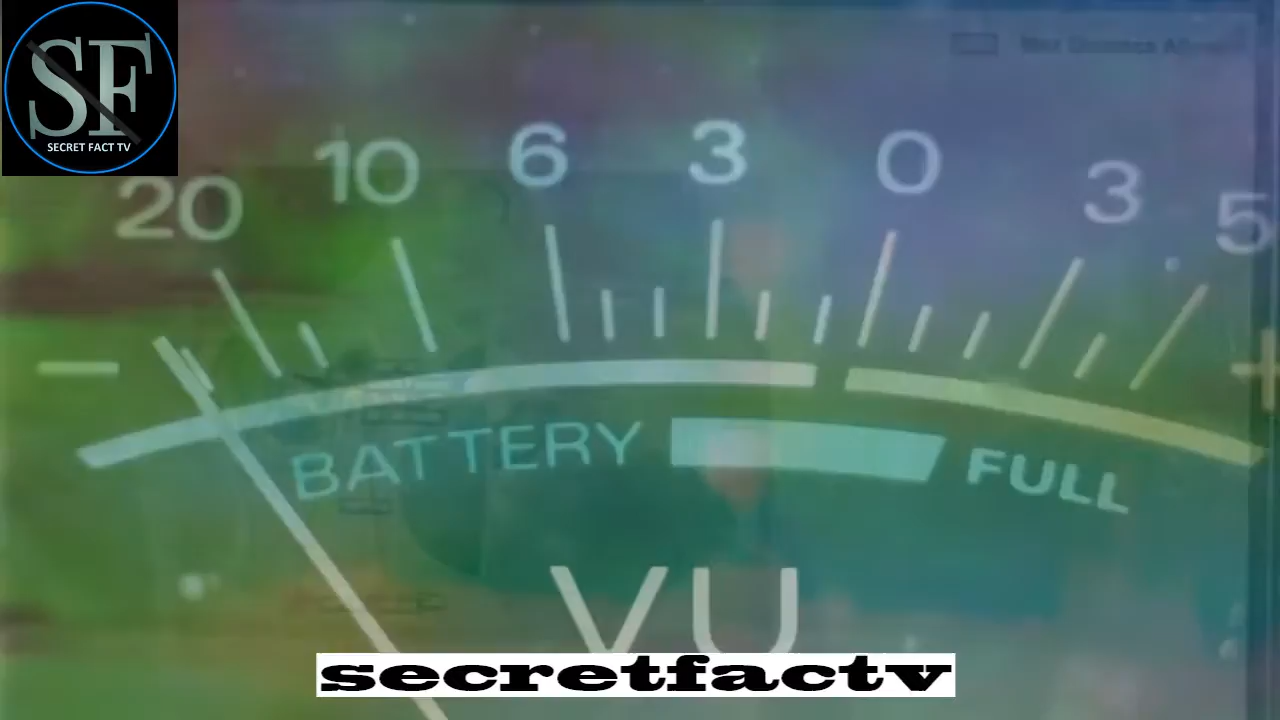 SF
SECRET FACT TV
20 10 6 3 0 3 5
- +
BATTERY FULL
VU
secretfactv